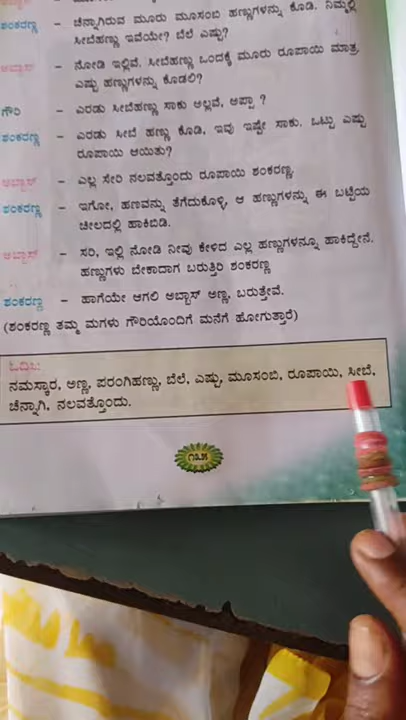 ಶಂಕರಣ್ಣ – ಚೆನ್ನಾಗಿರುವ ಮೂರು ಮೂಸಂಬಿ ಹಣ್ಣುಗಳನ್ನು ಕೊಡಿ. ನಿಮ್ಮಲ್ಲಿ
ಸೀಬೆಹಣ್ಣು ಇವೆಯೇ? ಬೆಲೆ ಎಷ್ಟು?
ಅಬ್ಬಾಸ್ – ನೋಡಿ ಇಲ್ಲಿವೆ. ಸೀಬೆಹಣ್ಣು ಒಂದಕ್ಕೆ ಮೂರು ರೂಪಾಯಿ ಮಾತ್ರ
ಎಷ್ಟು ಹಣ್ಣುಗಳನ್ನು ಕೊಡಲಿ?
ಗೌರಿ – ಎರಡು ಸೀಬೆಹಣ್ಣು ಸಾಕು ಅಲ್ಲವೆ, ಅಪ್ಪಾ ?
ಶಂಕರಣ್ಣ – ಎರಡು ಸೀಬೆ ಹಣ್ಣು ಕೊಡಿ, ಇವು ಇಷ್ಟೇ ಸಾಕು. ಒಟ್ಟು ಎಷ್ಟು
ರೂಪಾಯಿ ಆಯಿತು?
ಅಬ್ಬಾಸ್ – ಎಲ್ಲ ಸೇರಿ ನಲವತ್ತೊಂದು ರೂಪಾಯಿ ಶಂಕರಣ್ಣ.
ಶಂಕರಣ್ಣ – ಇಗೋ, ಹಣವನ್ನು ತೆಗೆದುಕೊಳ್ಳಿ, ಆ ಹಣ್ಣುಗಳನ್ನು ಈ ಬಟ್ಟೆಯ
ಚೀಲದಲ್ಲಿ ಹಾಕಿಬಿಡಿ.
ಅಬ್ಬಾಸ್ – ಸರಿ, ಇಲ್ಲಿ ನೋಡಿ ನೀವು ಕೇಳಿದ ಎಲ್ಲ ಹಣ್ಣುಗಳನ್ನೂ ಹಾಕಿದ್ದೇನೆ.
ಹಣ್ಣುಗಳು ಬೇಕಾದಾಗ ಬರುತ್ತಿರಿ ಶಂಕರಣ್ಣ
ಶಂಕರಣ್ಣ – ಹಾಗೆಯೇ ಆಗಲಿ ಅಬ್ಬಾಸ್ ಅಣ್ಣ, ಬರುತ್ತೇವೆ.
(ಶಂಕರಣ್ಣ ತಮ್ಮ ಮಗಳು ಗೌರಿಯೊಂದಿಗೆ ಮನೆಗೆ ಹೋಗುತ್ತಾರೆ)
ಓದಿರಿ:
ನಮಸ್ಕಾರ, ಅಣ್ಣ, ಪರಂಗಿಹಣ್ಣು, ಬೆಲೆ, ಎಷ್ಟು, ಮೂಸಂಬಿ, ರೂಪಾಯಿ, ಸೀಬೆ,
ಚೆನ್ನಾಗಿ, ನಲವತ್ತೊಂದು.
೧೩೫